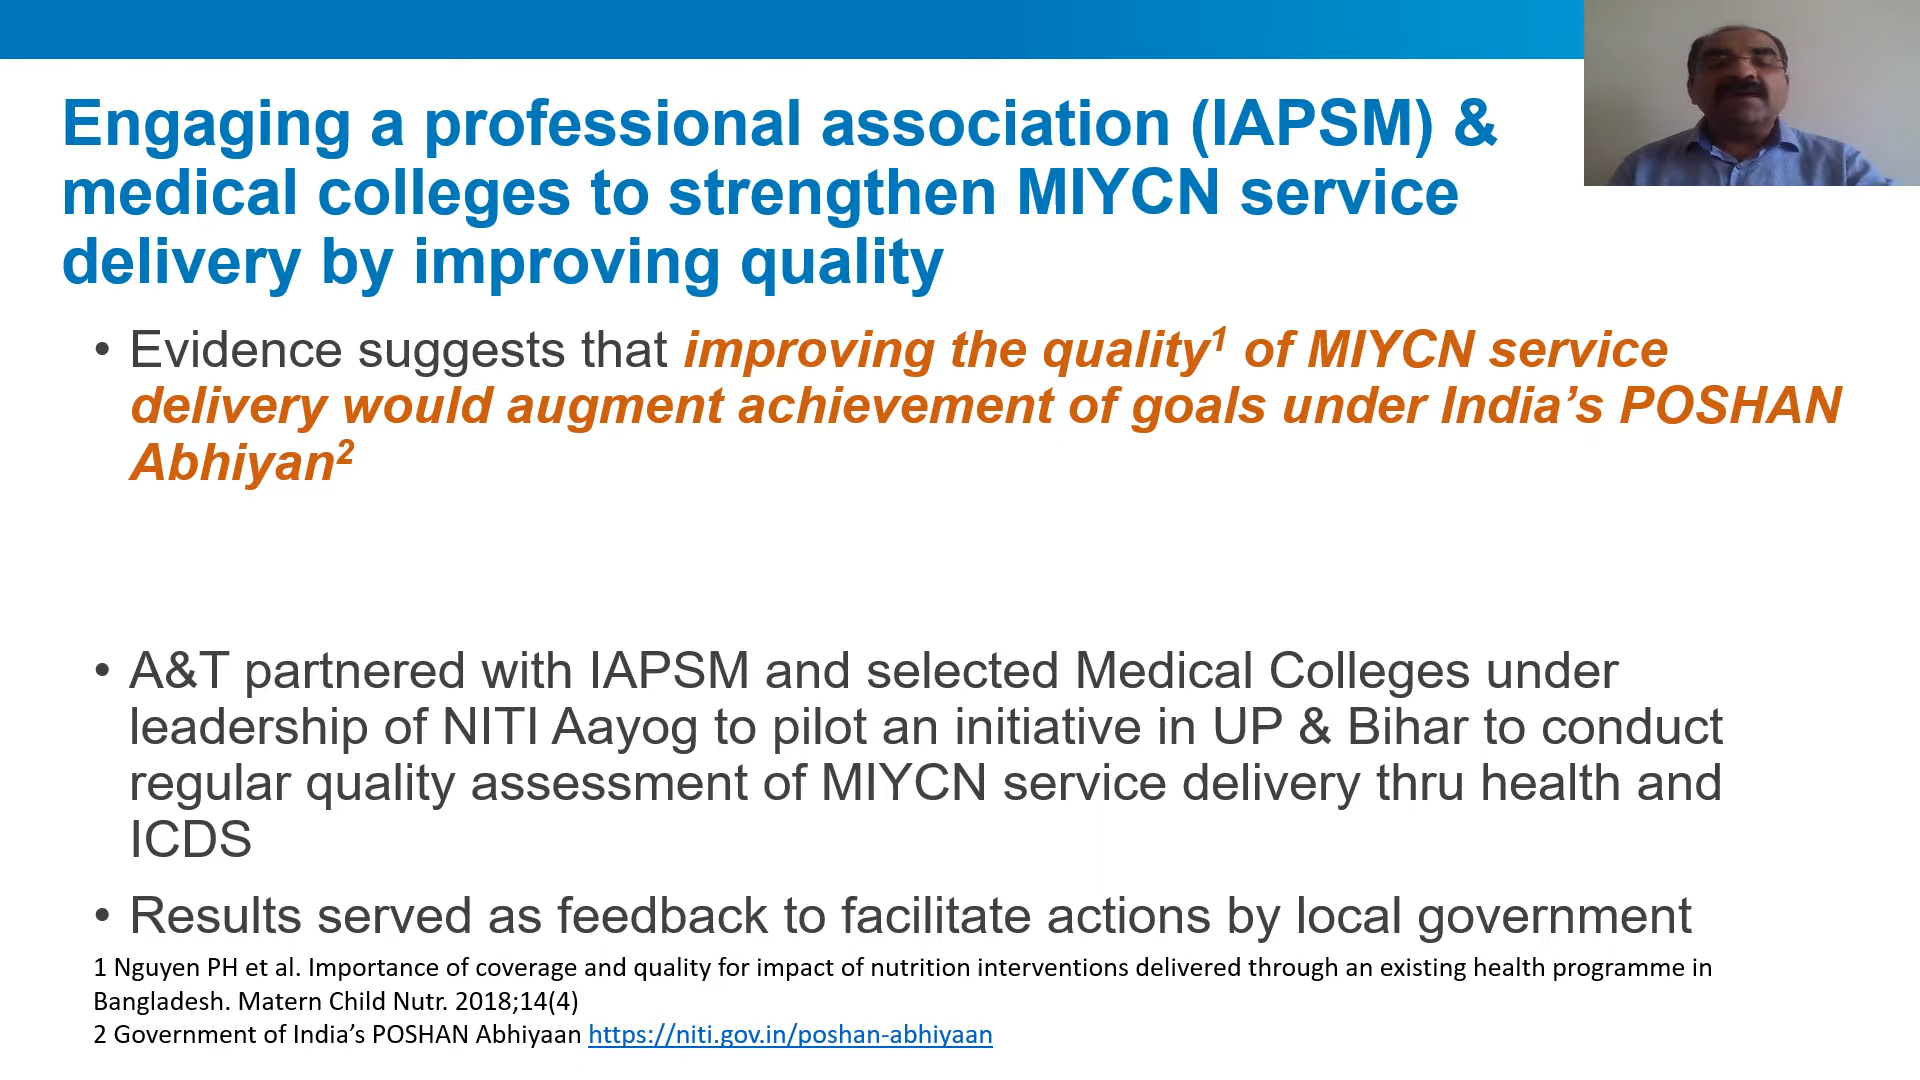 Engaging a professional association (IAPSM) &
medical colleges to strengthen MIYCN service
delivery by improving quality
• Evidence suggests that improving the quality¹ of MIYCN service
delivery would augment achievement of goals under India’s POSHAN
Abhiyan²
• A&T partnered with IAPSM and selected Medical Colleges under
leadership of NITI Aayog to pilot an initiative in UP & Bihar to conduct
regular quality assessment of MIYCN service delivery thru health and
ICDS
• Results served as feedback to facilitate actions by local government
1 Nguyen PH et al. Importance of coverage and quality for impact of nutrition interventions delivered through an existing health programme in
Bangladesh. Matern Child Nutr. 2018;14(4)
2 Government of India’s POSHAN Abhiyaan https://niti.gov.in/poshan-abhiyaan